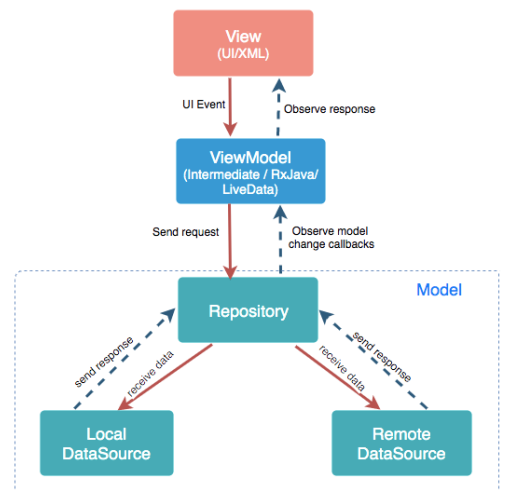 View
(UI/XML)
UI Event
Observe response
ViewModel
(Intermediate / RxJava/
LiveData)
Send request
Observe model
change callbacks
Model
Repository
send response
receive data
receive data
send response
Local
DataSource
Remote
DataSource